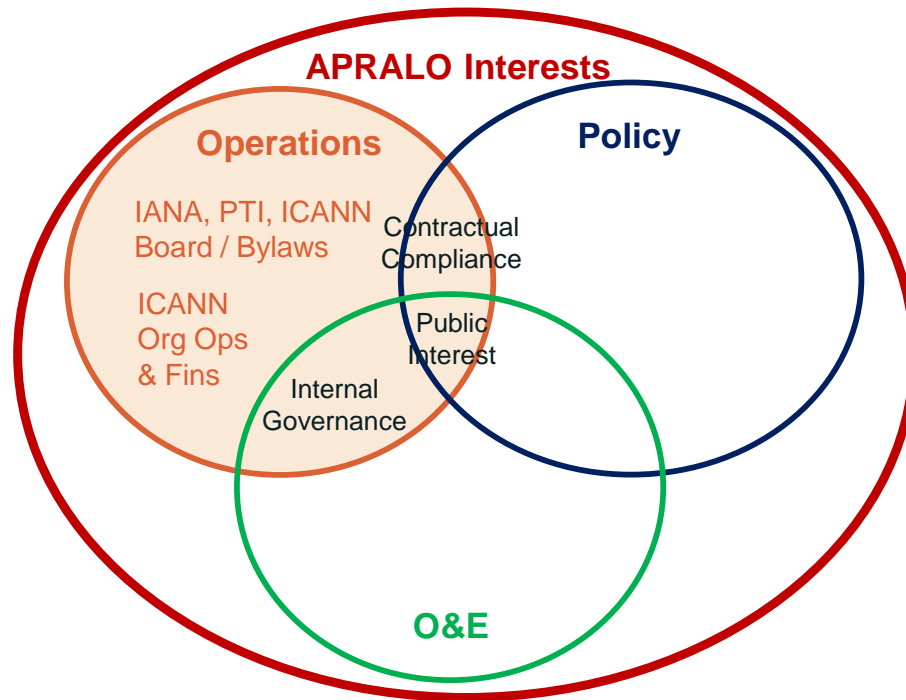 APRALO Interests
Operations
Policy
IANA, PTI, ICANN
Board / Bylaws
Contractual
Compliance
ICANN
Org Ops
& Fins
Public
Interest
Internal
Governance
O&E